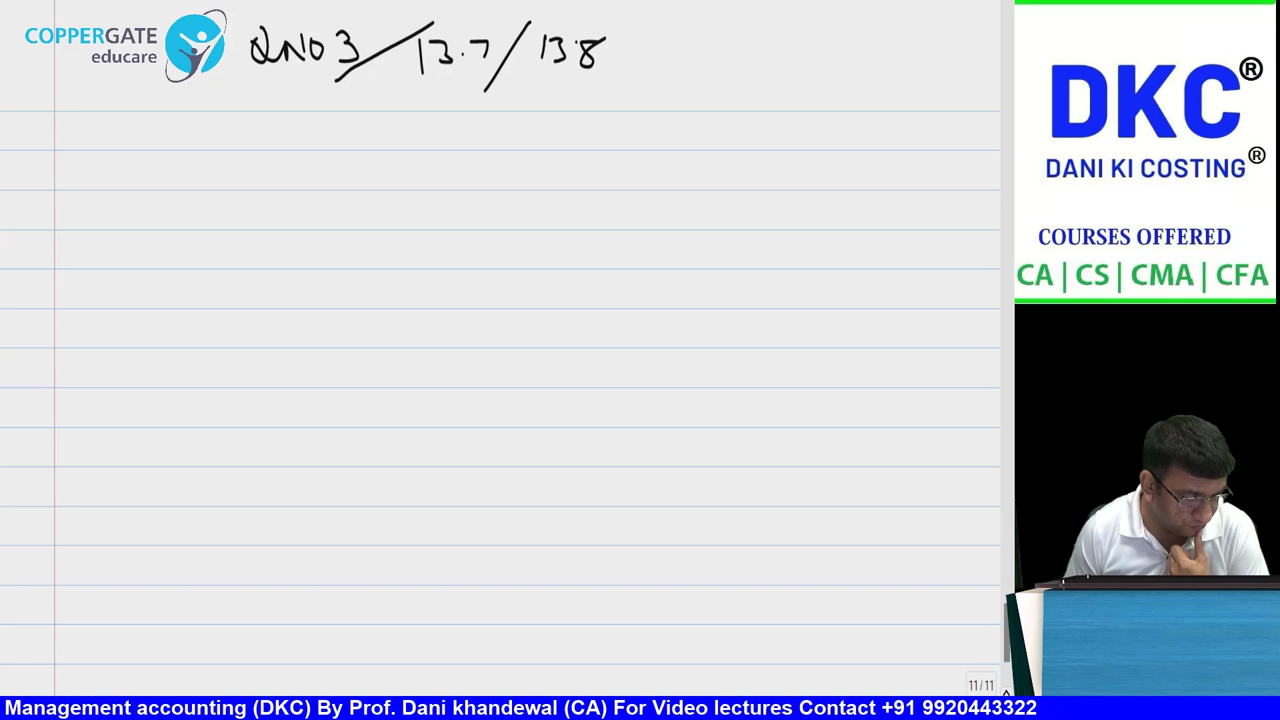 COPPERGATE
educare
QNO 3 / 13.7 / 13.8
DKC®
DANI KI COSTING®
COURSES OFFERED
CA | CS | CMA | CFA
11/11
Management accounting (DKC) By Prof. Dani khandewal (CA) For Video lectures Contact +91 9920443322